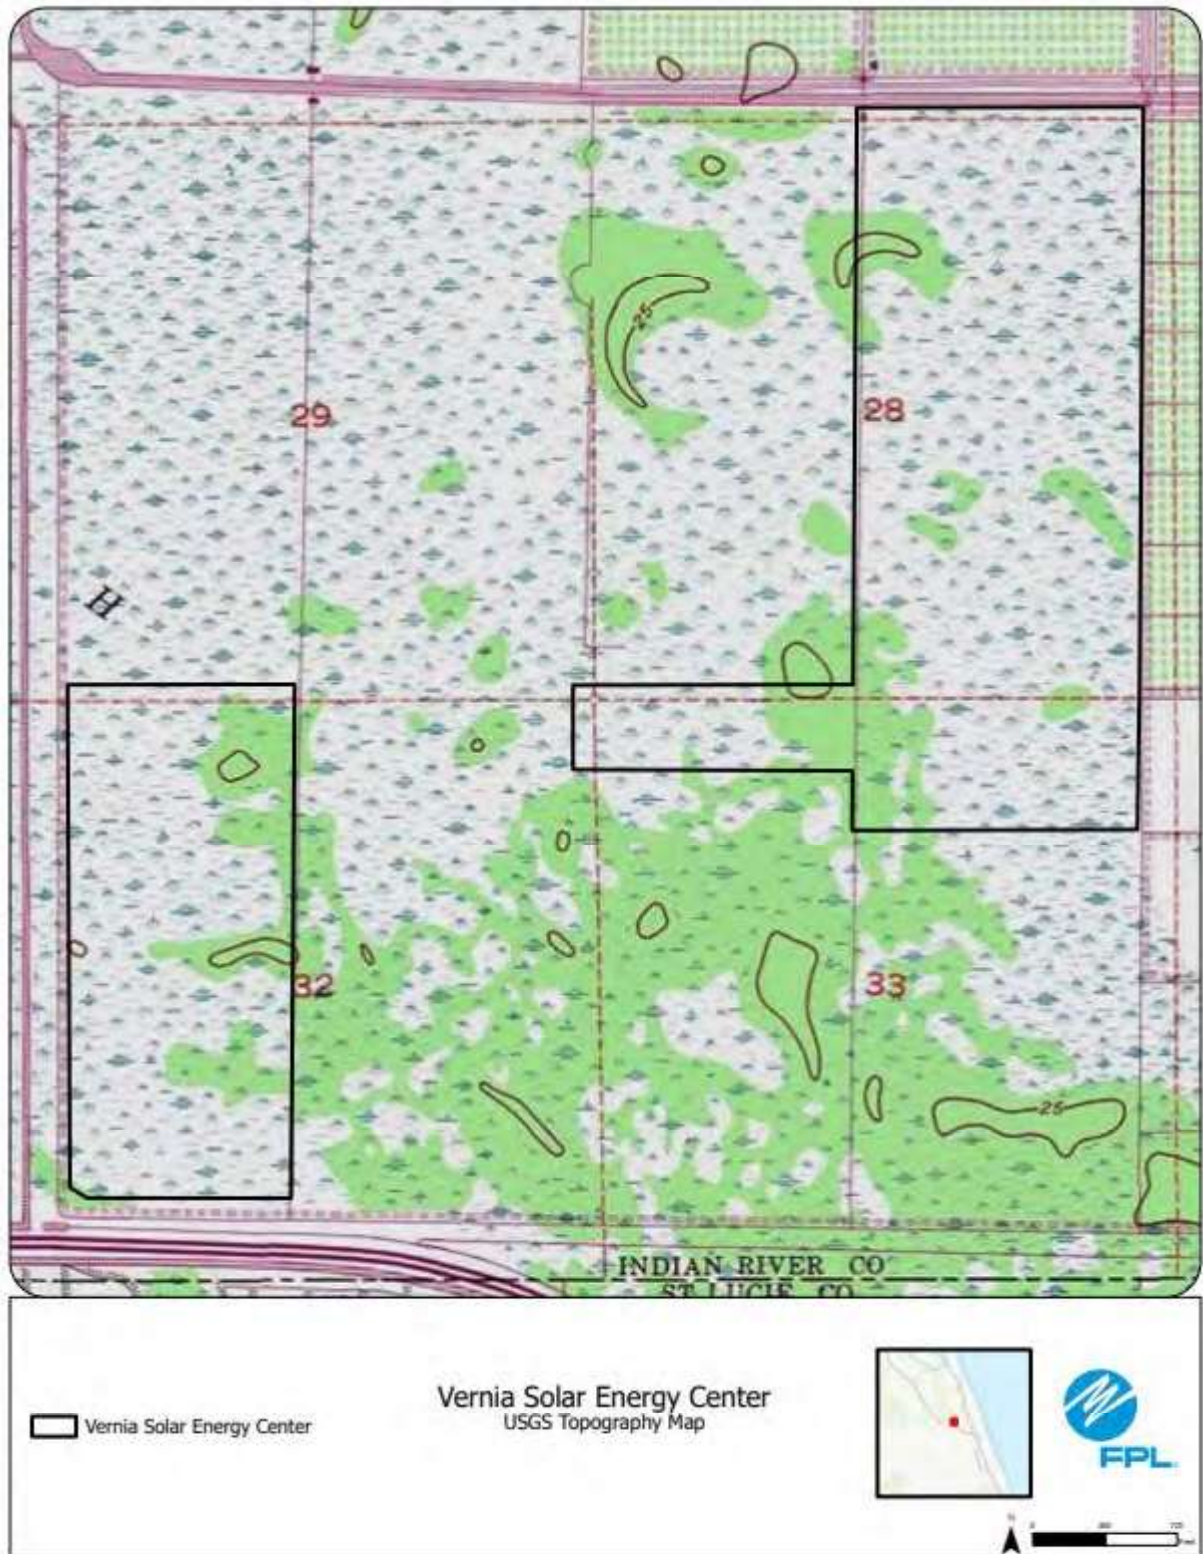 25
29
28
H
32
33
25
INDIAN RIVER CO
ST LUCIE CO
Vernia Solar Energy Center
Vernia Solar Energy Center
USGS Topography Map
FPL